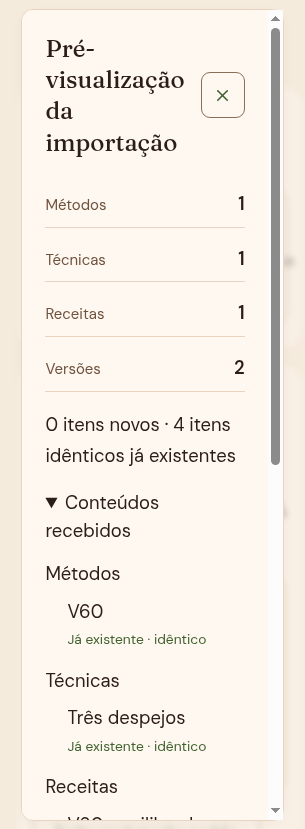 Pré-
visualização
da
importação
Métodos 1
Técnicas 1
Receitas 1
Versões 2
0 itens novos · 4 itens
idênticos já existentes
▼ Conteúdos
recebidos
Métodos
V60
Já existente · idêntico
Técnicas
Três despejos
Já existente · idêntico
Receitas
V60